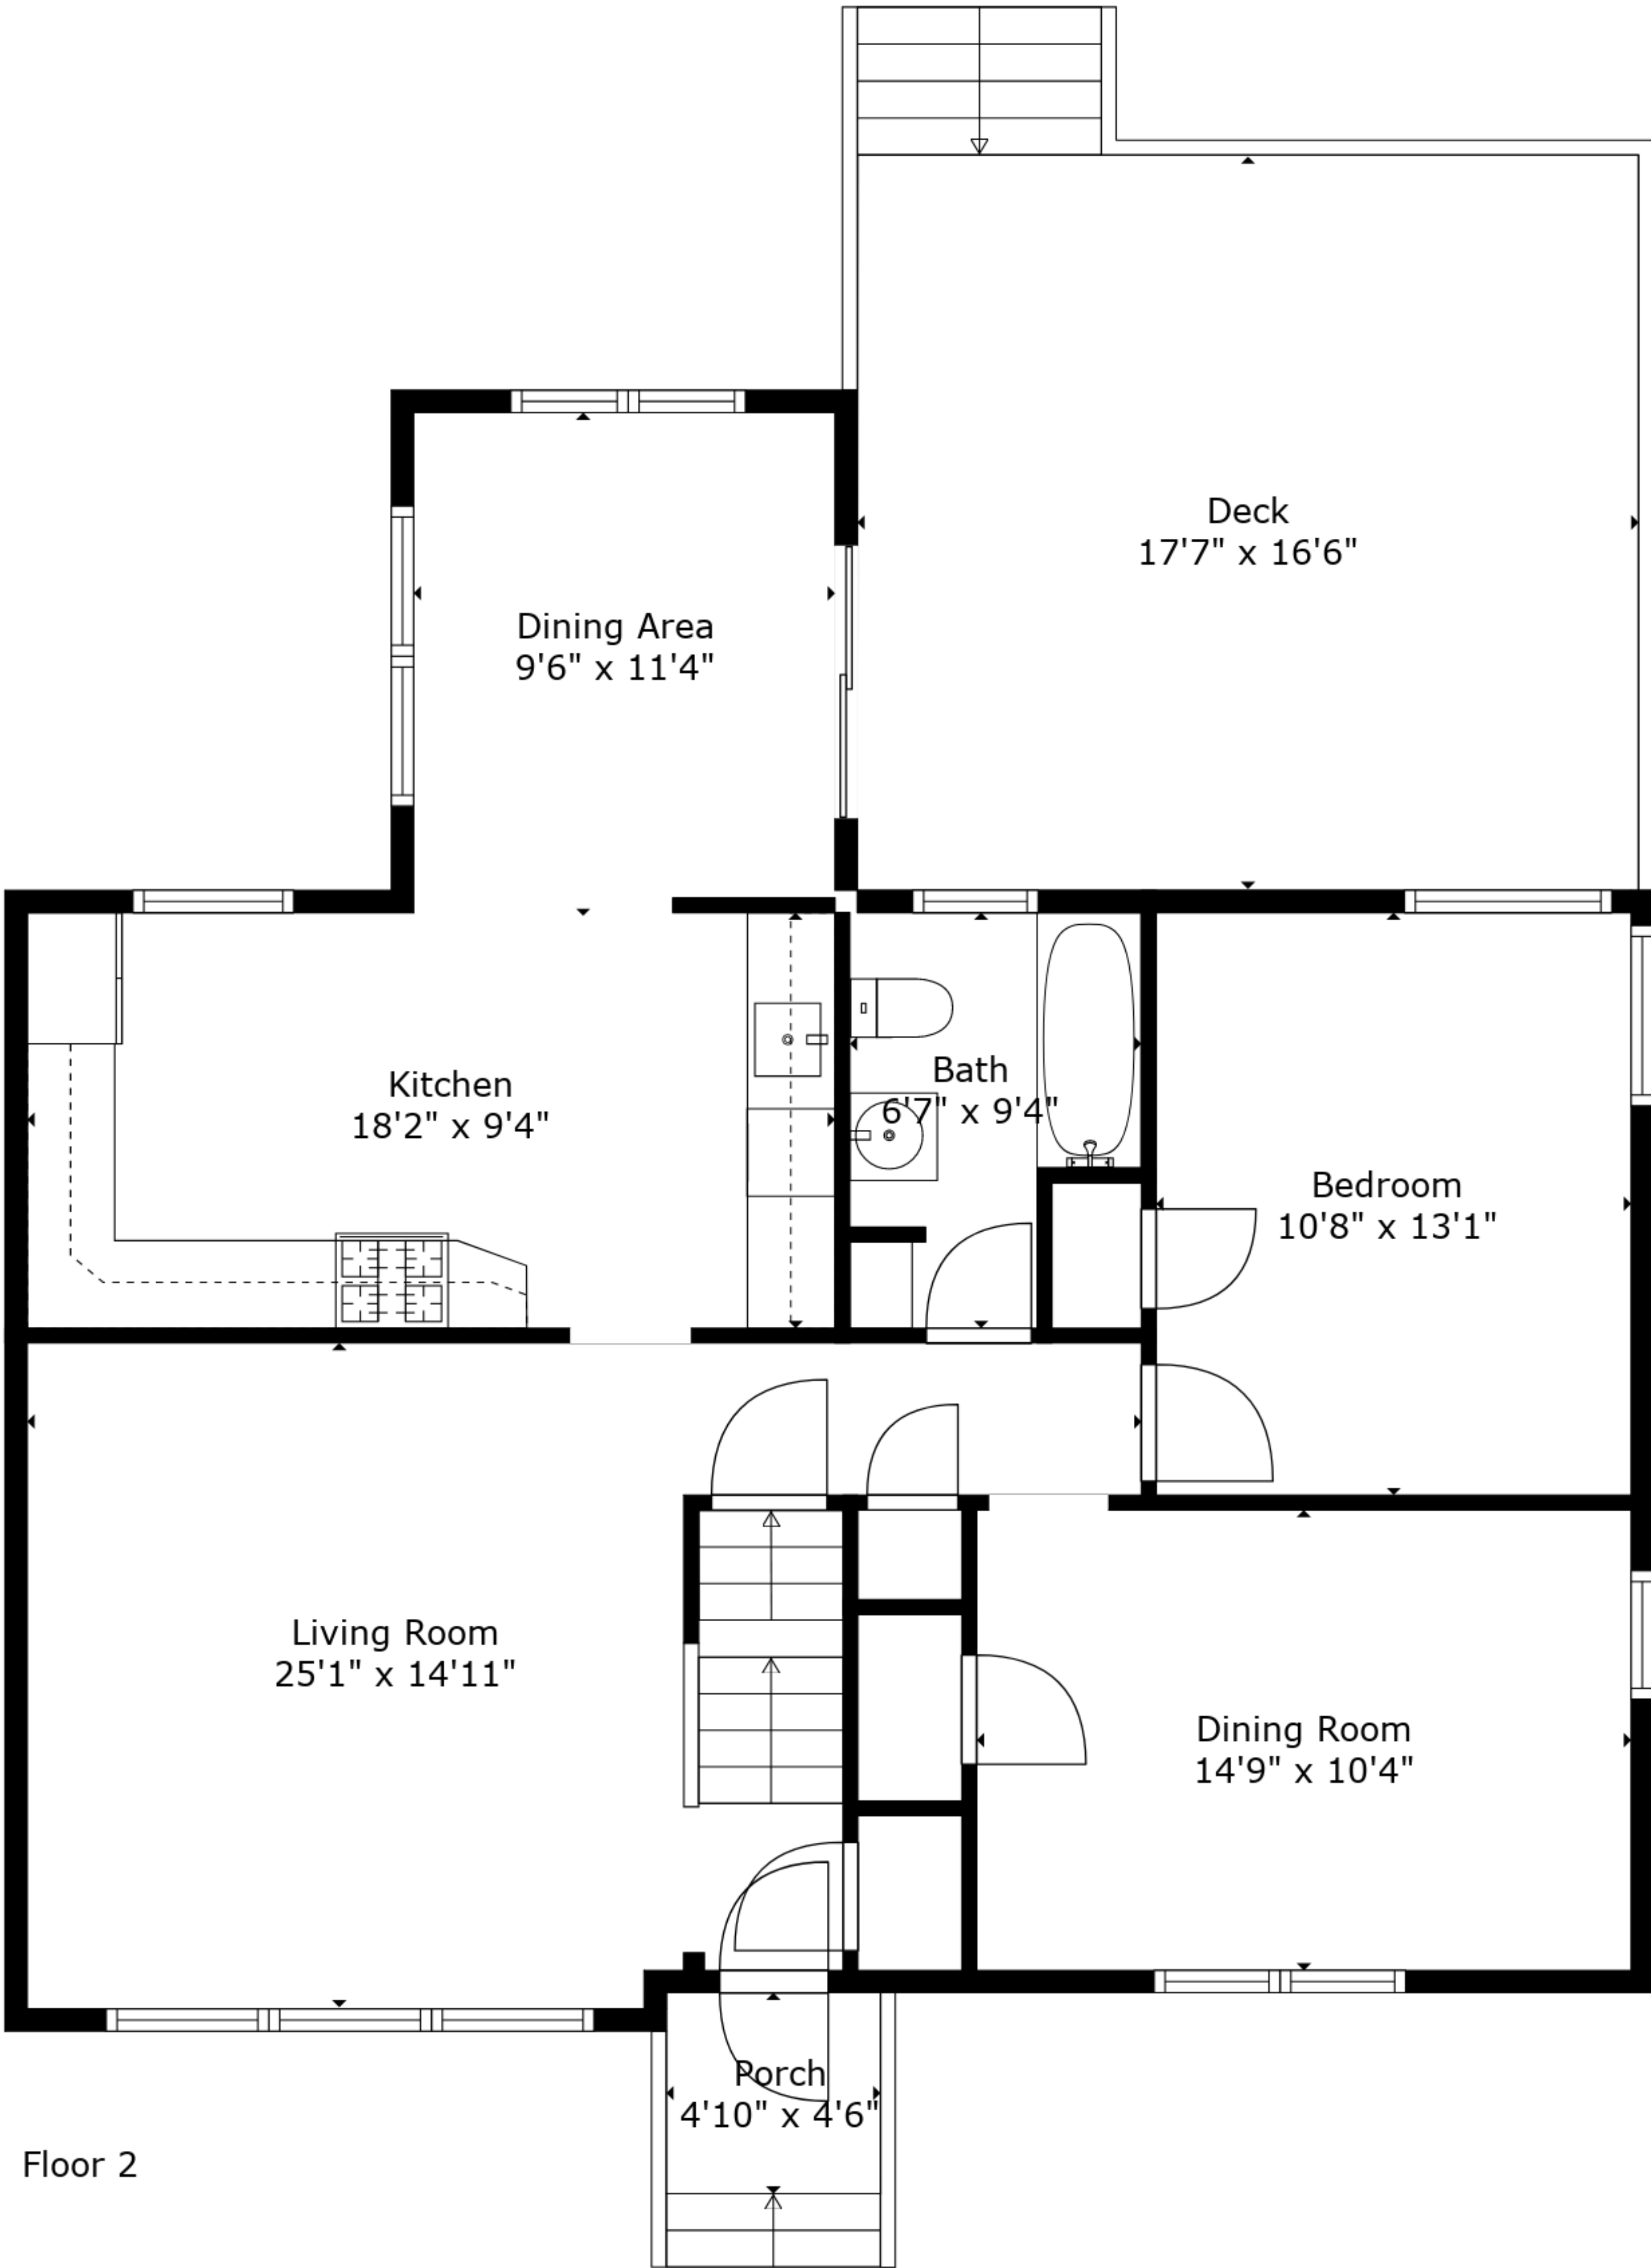 Deck
17'7" x 16'6"
Dining Area
9'6" x 11'4"
Kitchen
18'2" x 9'4"
Bath
6'7" x 9'4"
Bedroom
10'8" x 13'1"
Living Room
25'1" x 14'11"
Dining Room
14'9" x 10'4"
Porch
4'10" x 4'6"
Floor 2